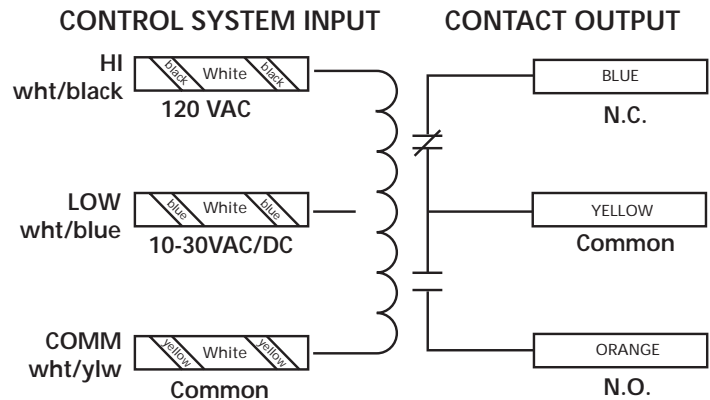 CONTROL SYSTEM INPUT
CONTACT OUTPUT
HI
wht/black
black White black
120 VAC
LOW
wht/blue
blue White blue
10-30VAC/DC
COMM
wht/ylw
yellow White yellow
Common
BLUE
N.C.
YELLOW
Common
ORANGE
N.O.